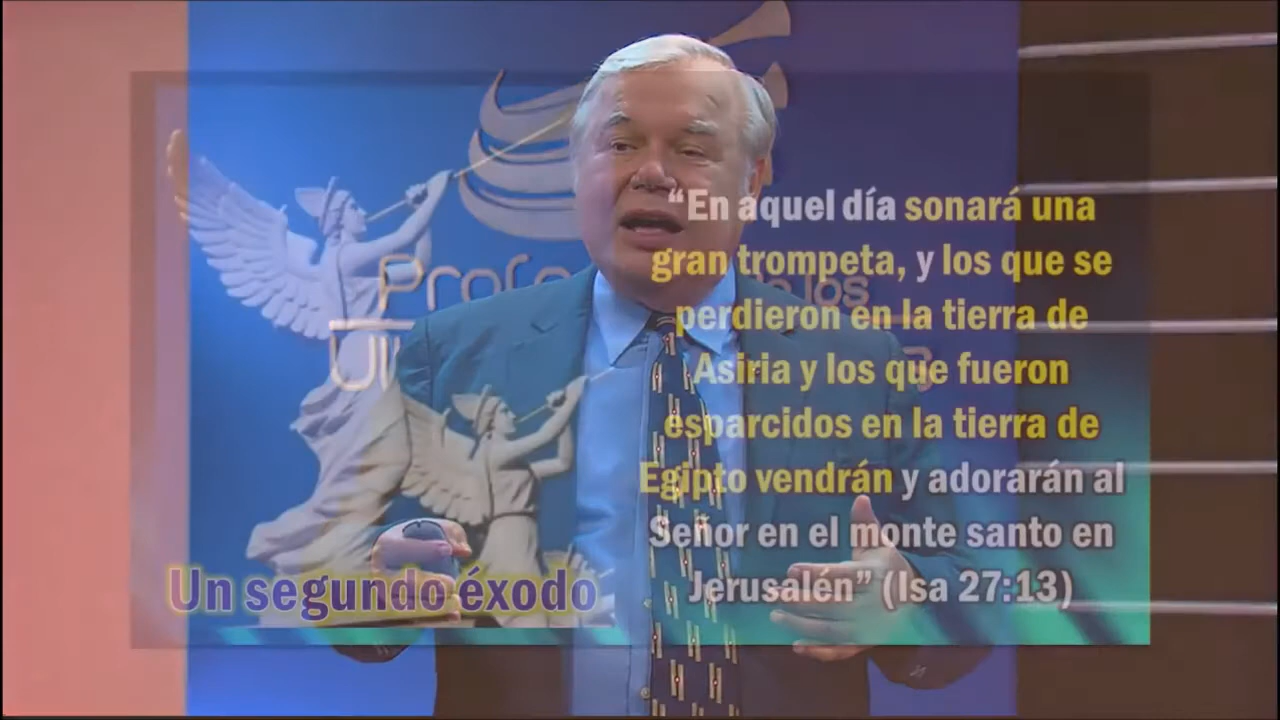 “En aquel día sonará una
gran trompeta, y los que se
perdieron en la tierra de
Asiria y los que fueron
esparcidos en la tierra de
Egipto vendrán y adorarán al
Señor en el monte santo en
Jerusalén” (Isa 27:13)
Un segundo éxodo
los